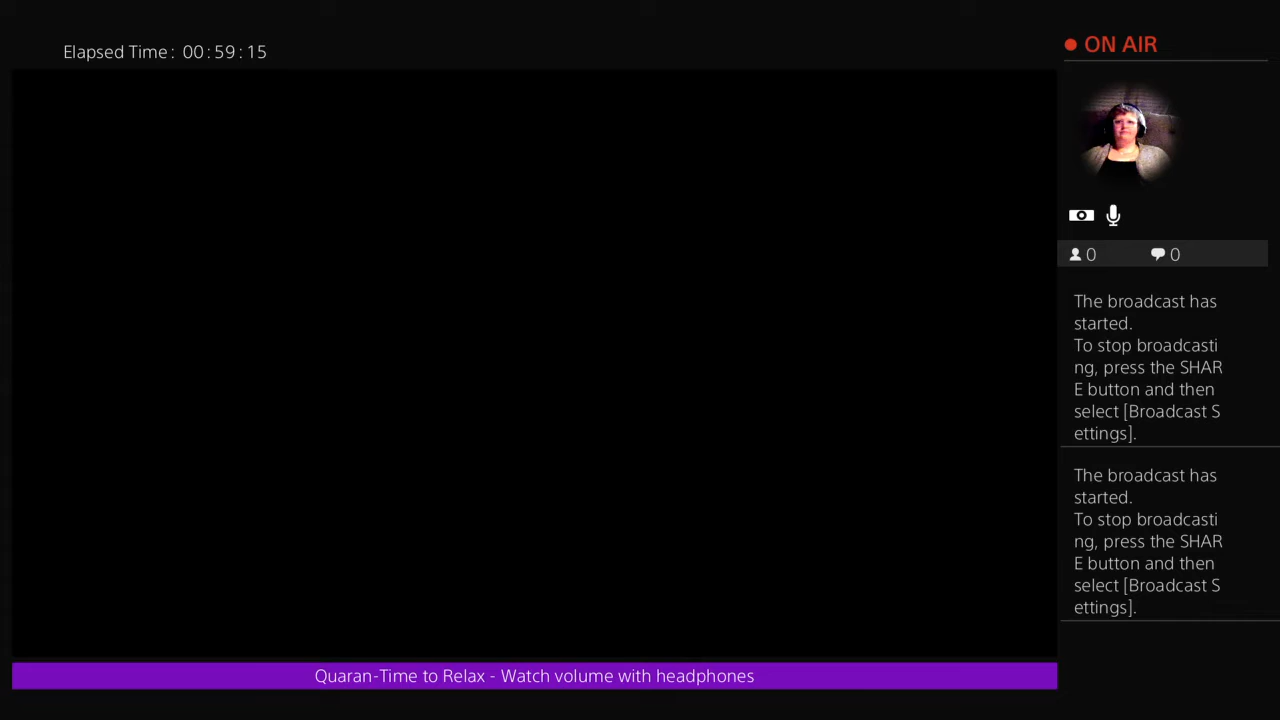 Elapsed Time: 00:59:15
ON AIR
0 0
The broadcast has
started.
To stop broadcasti
ng, press the SHAR
E button and then
select [Broadcast S
ettings].
The broadcast has
started.
To stop broadcasti
ng, press the SHAR
E button and then
select [Broadcast S
ettings].
Quaran-Time to Relax - Watch volume with headphones